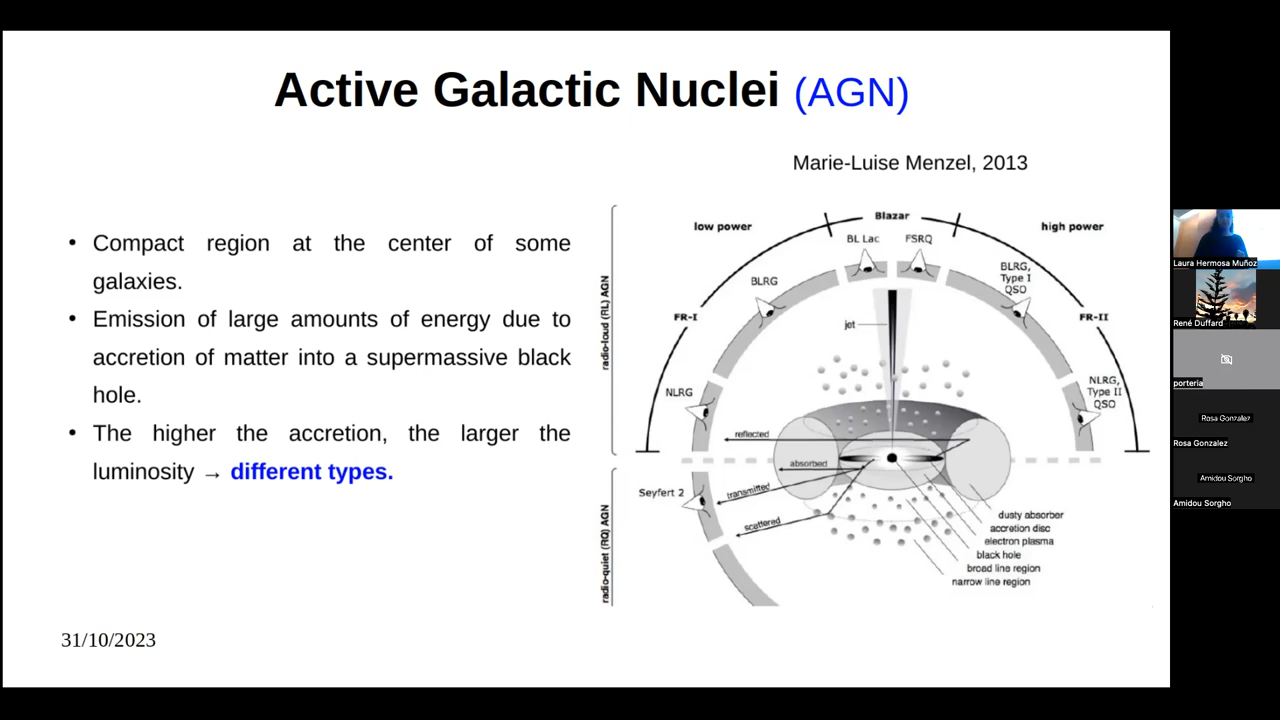 Active Galactic Nuclei (AGN)
Marie-Luise Menzel, 2013
• Compact region at the center of some
galaxies.
• Emission of large amounts of energy due to
accretion of matter into a supermassive black
hole.
• The higher the accretion, the larger the
luminosity → different types.
31/10/2023
radio-loud (RL) AGN
radio-quiet (RQ) AGN
low power
Blazar
high power
BL Lac
FSRQ
BLRG
BLRG,
Type I
QSO
FR-I
FR-II
jet
NLRG
NLRG,
Type II
QSO
reflected
absorbed
transmitted
scattered
Seyfert 2
dusty absorber
accretion disc
electron plasma
black hole
broad line region
narrow line region
Laura Hermosa Muñoz
René Duffard
porteria
Rosa Gonzalez
Rosa Gonzalez
Amidou Sorgho
Amidou Sorgho